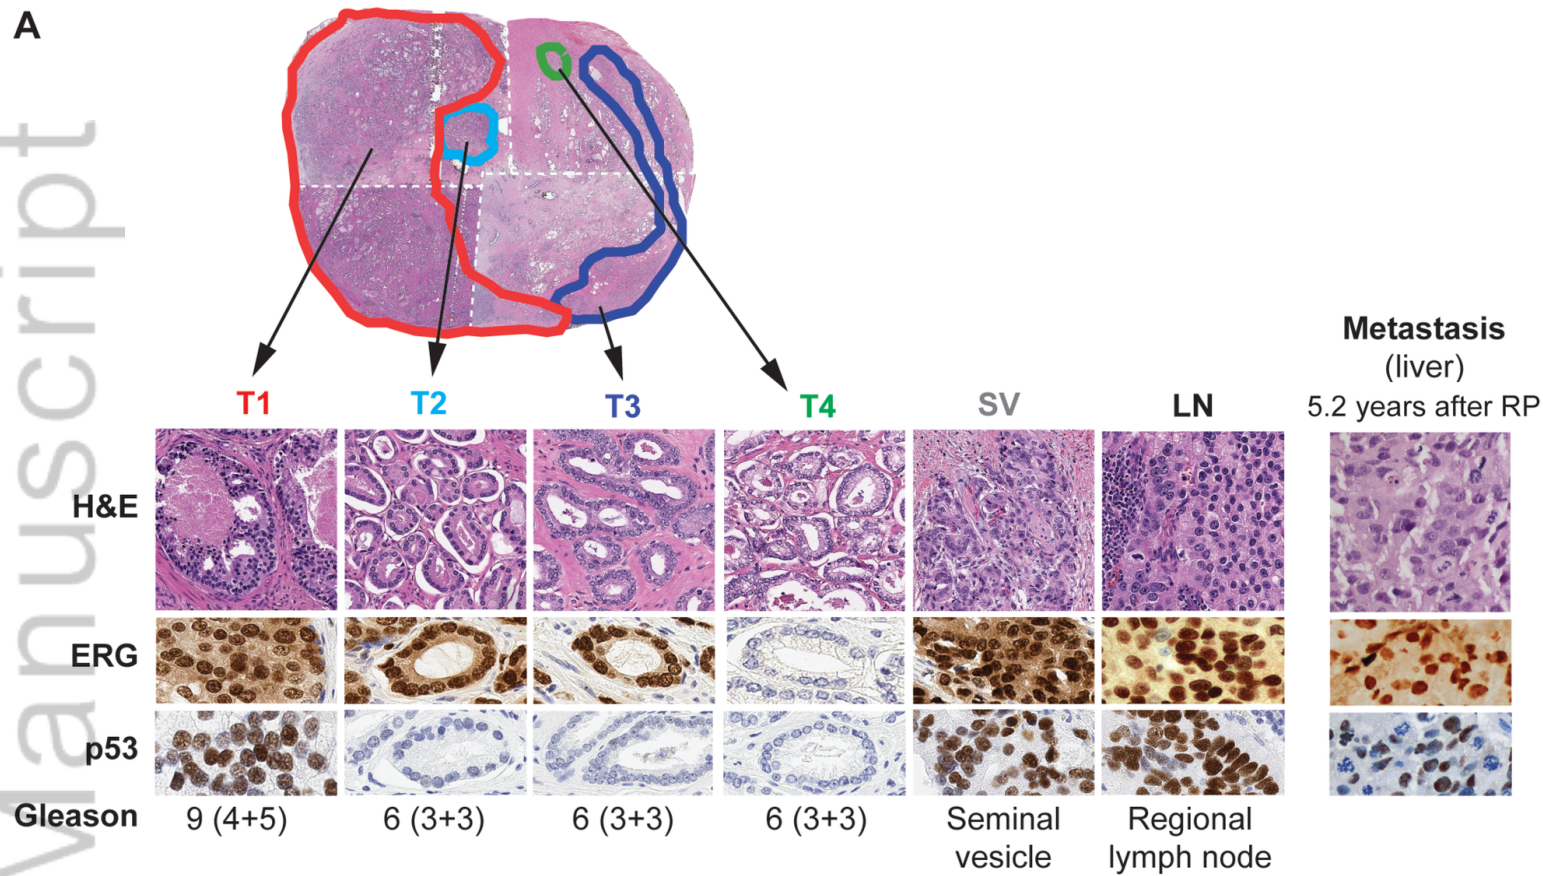 A
Manuscript
Metastasis
(liver)
5.2 years after RP
T1 T2 T3 T4 SV LN
H&E
ERG
p53
Gleason 9 (4+5) 6 (3+3) 6 (3+3) 6 (3+3) Seminal Regional
vesicle lymph node